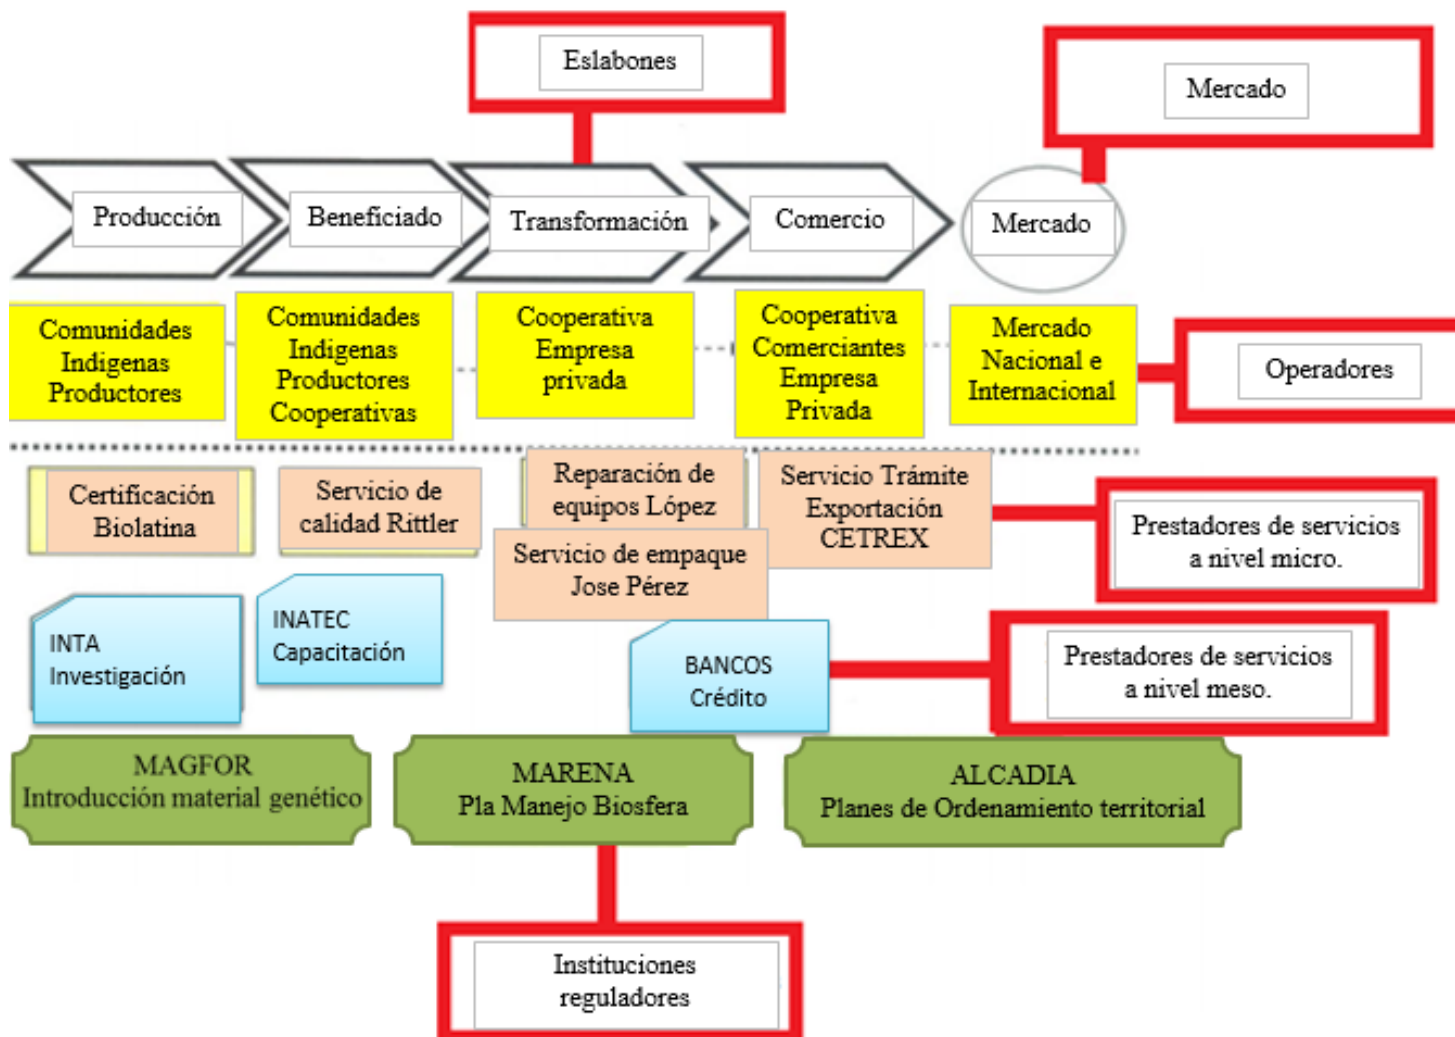 Eslabones
Mercado
Producción
Beneficiado
Transformación
Comercio
Mercado
Comunidades
Indigenas
Productores
Comunidades
Indigenas
Productores
Cooperativas
Cooperativa
Empresa
privada
Cooperativa
Comerciantes
Empresa
Privada
Mercado
Nacional e
Internacional
Operadores
Certificación
Biolatina
Servicio de
calidad Rittler
Reparación de
equipos López
Servicio de empaque
Jose Pérez
Servicio Trámite
Exportación
CETREX
Prestadores de servicios
a nivel micro.
INTA
Investigación
INATEC
Capacitación
BANCOS
Crédito
Prestadores de servicios
a nivel meso.
MAGFOR
Introducción material genético
MARENA
Pla Manejo Biosfera
ALCADIA
Planes de Ordenamiento territorial
Instituciones
reguladores